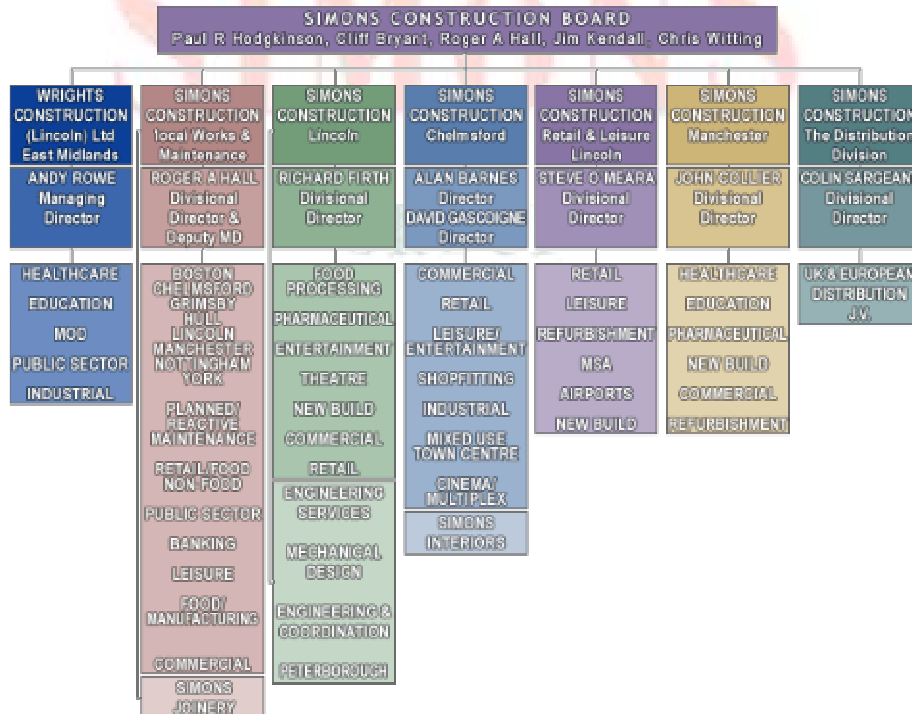 SIMONS CONSTRUCTION BOARD
Paul R Hodgkinson, Cliff Bryant, Roger A Hall, Jim Kendall, Chris Witting
WRIGHTS
CONSTRUCTION
(Lincoln) Ltd
East Midlands
ANDY ROWE
Managing
Director
HEALTHCARE
EDUCATION
MOD
PUBLIC SECTOR
INDUSTRIAL
SIMONS
CONSTRUCTION
local Works &
Maintenance
ROGER A HALL
Divisional
Director &
Deputy MD
BOSTON
CHELMSFORD
GRIMSBY
HULL
LINCOLN
MANCHESTER
NOTTINGHAM
YORK
PLANNED/
REACTIVE
MAINTENANCE
RETAIL/FOOD
NON-FOOD
PUBLIC SECTOR
BANKING
LEISURE
FOOD/
MANUFACTURING
COMMERCIAL
SIMONS
JOINERY
SIMONS
CONSTRUCTION
Lincoln
RICHARD FIRTH
Divisional
Director
FOOD
PROCESSING
PHARMACEUTICAL
ENTERTAINMENT
THEATRE
NEW BUILD
COMMERCIAL
RETAIL
ENGINEERING
SERVICES
MECHANICAL
DESIGN
ENGINEERING &
COORDINATION
PETERBOROUGH
SIMONS
CONSTRUCTION
Chelmsford
ALAN BARNES
Director
DAVID GASCOIGNE
Director
COMMERCIAL
RETAIL
LEISURE/
ENTERTAINMENT
SHOPFITTING
INDUSTRIAL
MIXED USE
TOWN CENTRE
CINEMA/
MULTIPLEX
SIMONS
INTERIORS
SIMONS
CONSTRUCTION
Retail & Leisure
Lincoln
STEVE O MEARA
Divisional
Director
RETAIL
LEISURE
REFURBISHMENT
MSA
AIRPORTS
NEW BUILD
SIMONS
CONSTRUCTION
Manchester
JOHN COLLIER
Divisional
Director
HEALTHCARE
EDUCATION
PHARMACEUTICAL
NEW BUILD
COMMERCIAL
REFURBISHMENT
SIMONS
CONSTRUCTION
The Distribution
Division
COLIN SARGEANT
Divisional
Director
UK & EUROPEAN
DISTRIBUTION
J.V.
SIMONS